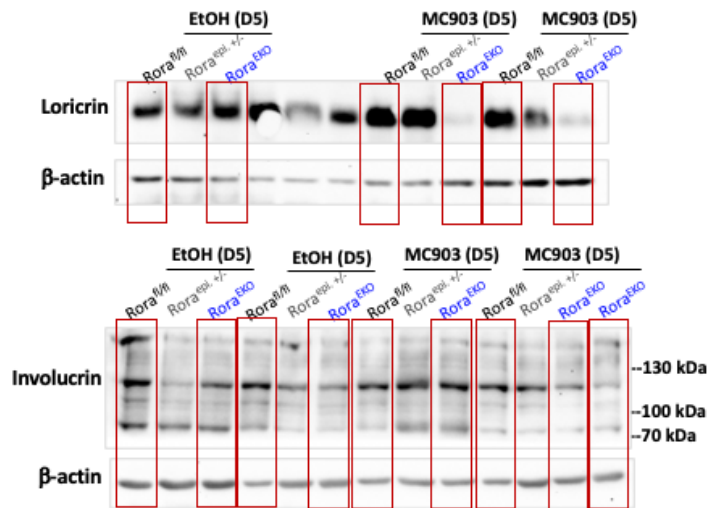 EtOH (D5) MC903 (D5) MC903 (D5)
Rora^fl/fl Rora^epi. +/- Rora^EKO Rora^fl/fl Rora^epi. +/- Rora^EKO Rora^fl/fl Rora^epi. +/- Rora^EKO
Loricrin
β-actin
EtOH (D5) EtOH (D5) MC903 (D5) MC903 (D5)
Rora^fl/fl Rora^epi. +/- Rora^EKO Rora^fl/fl Rora^epi. +/- Rora^EKO Rora^fl/fl Rora^epi. +/- Rora^EKO Rora^fl/fl Rora^epi. +/- Rora^EKO Rora^EKO
--130 kDa
Involucrin
--100 kDa
--70 kDa
β-actin